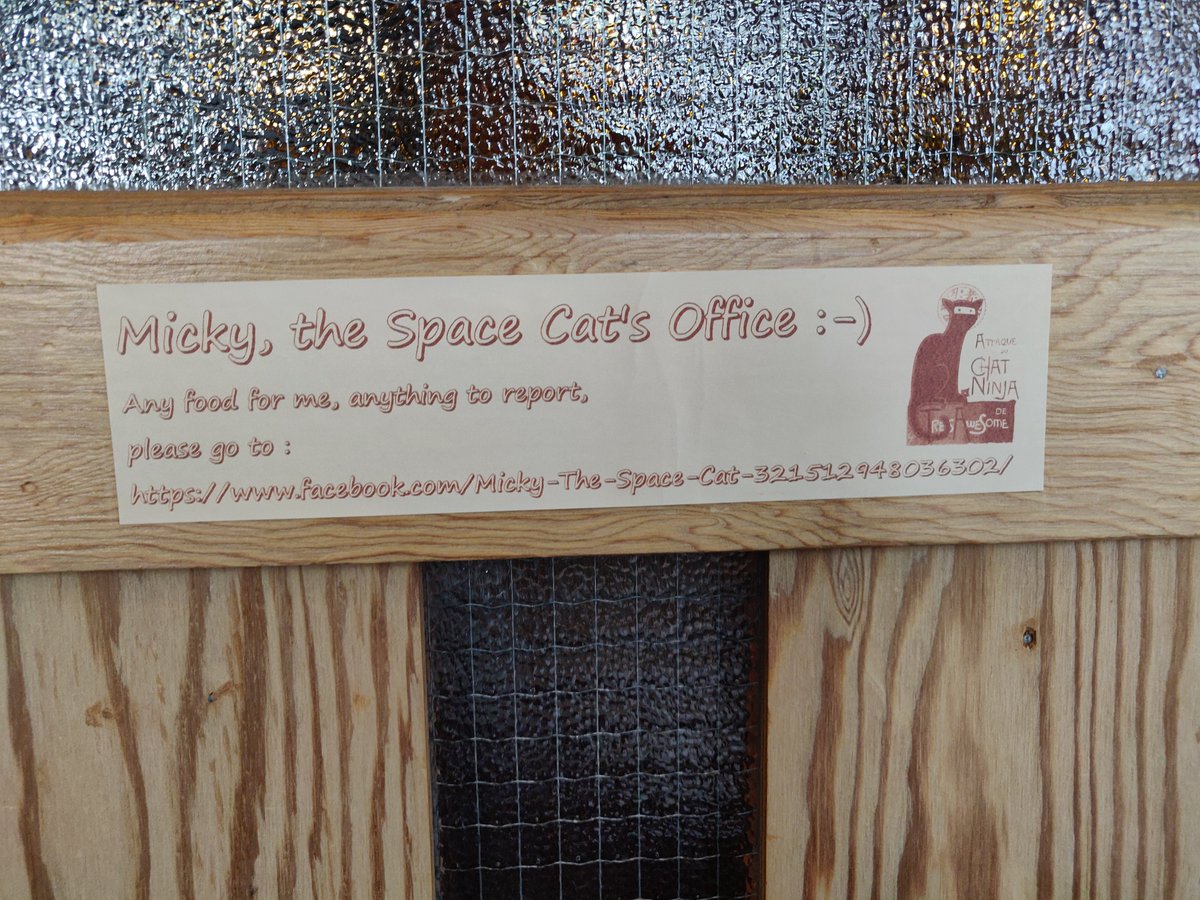 Micky, the Space Cat's Office :-)
Any food for me, anything to report,
please go to :
https://www.facebook.com/Micky-The-Space-Cat-321512948036302/
ATTAQUE
DU
CHAT
NINJA
DE
TRES AWESOME